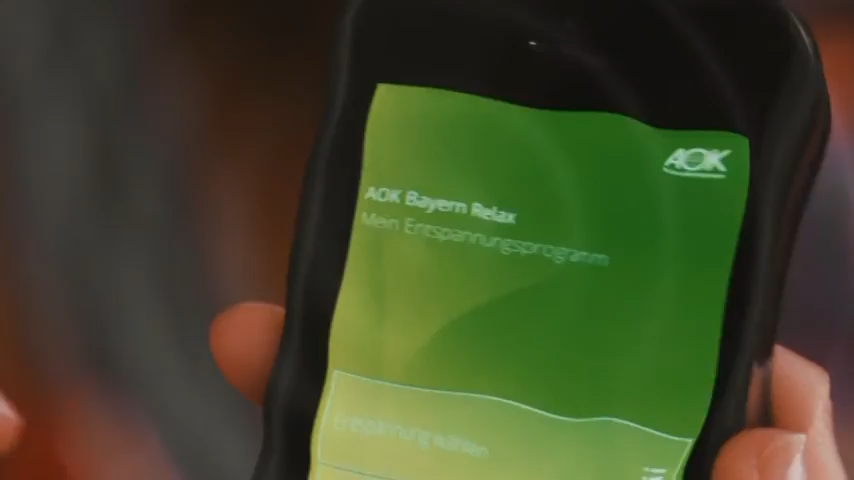 AOK
AOK Bayern Relax
Mein Entspannungsprogramm
Entspannung wählen